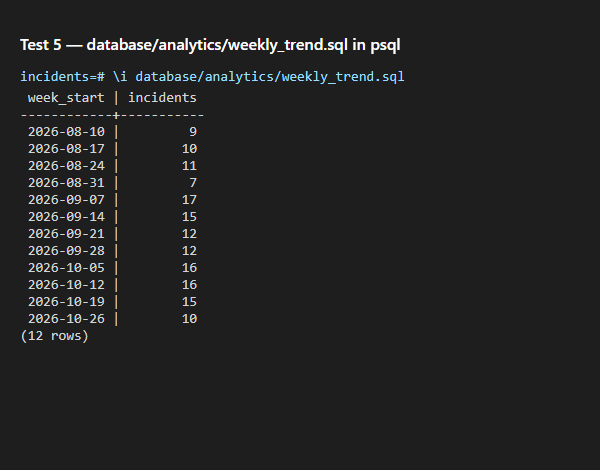 Test 5 — database/analytics/weekly_trend.sql in psql
incidents=# \i database/analytics/weekly_trend.sql
 week_start | incidents
------------+-----------
 2026-08-10 |         9
 2026-08-17 |        10
 2026-08-24 |        11
 2026-08-31 |         7
 2026-09-07 |        17
 2026-09-14 |        15
 2026-09-21 |        12
 2026-09-28 |        12
 2026-10-05 |        16
 2026-10-12 |        16
 2026-10-19 |        15
 2026-10-26 |        10
(12 rows)